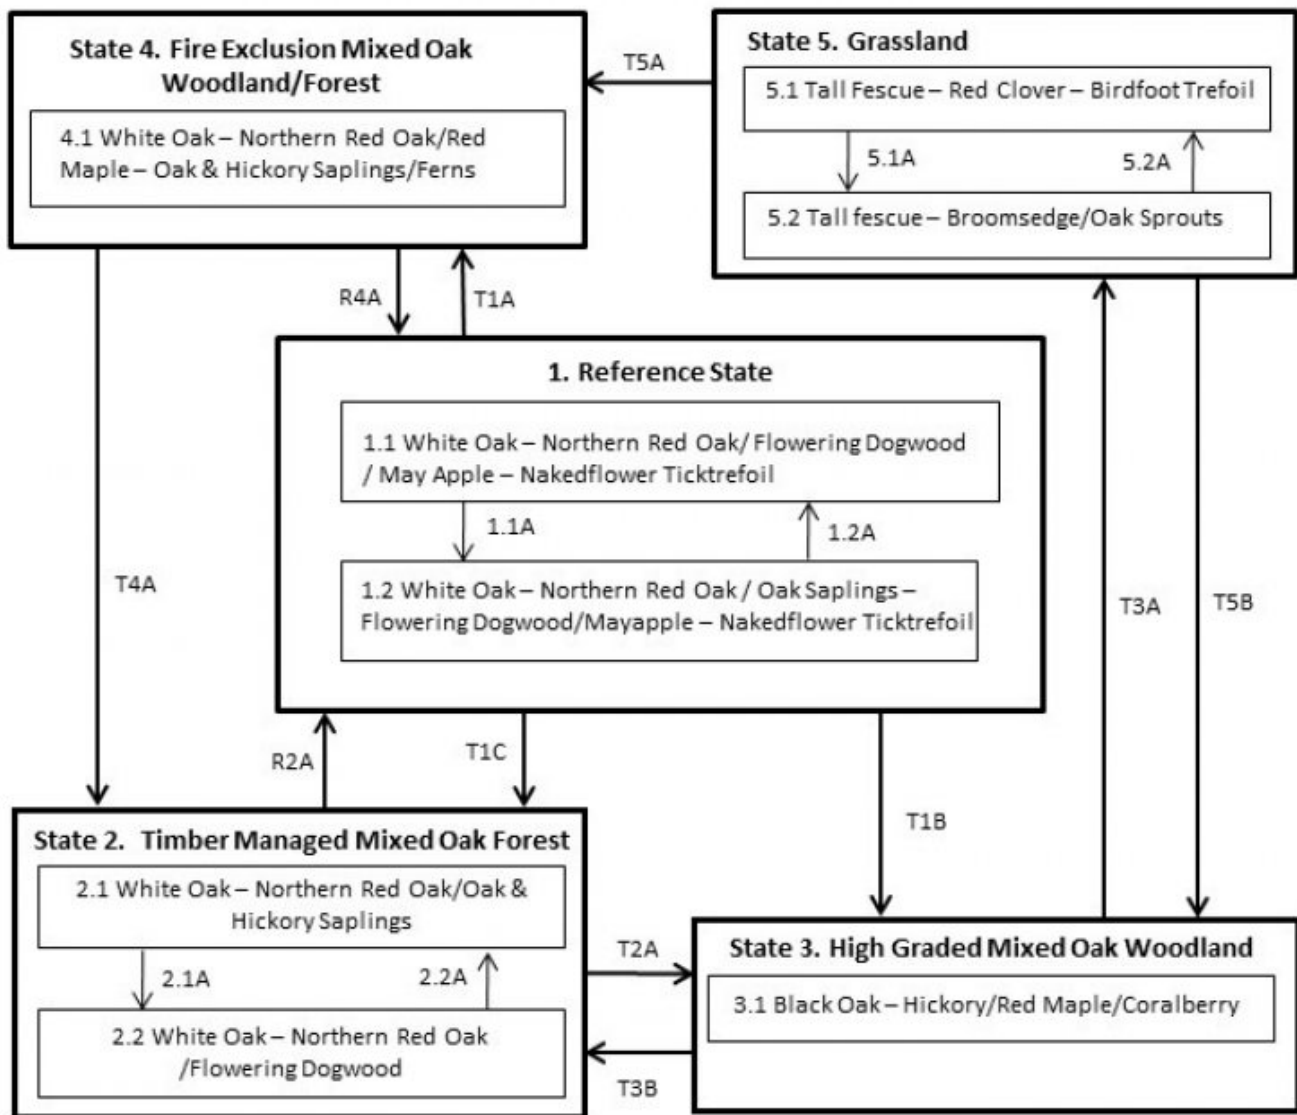 State 4. Fire Exclusion Mixed Oak
Woodland/Forest
4.1 White Oak – Northern Red Oak/Red
Maple – Oak & Hickory Saplings/Ferns
T5A
State 5. Grassland
5.1 Tall Fescue – Red Clover – Birdfoot Trefoil
5.1A
5.2A
5.2 Tall fescue – Broomsedge/Oak Sprouts
R4A
T1A
1. Reference State
1.1 White Oak – Northern Red Oak/ Flowering Dogwood
/ May Apple – Nakedflower Ticktrefoil
1.1A
1.2A
1.2 White Oak – Northern Red Oak / Oak Saplings –
Flowering Dogwood/Mayapple – Nakedflower Ticktrefoil
T4A
T3A
T5B
R2A
T1C
T1B
State 2. Timber Managed Mixed Oak Forest
2.1 White Oak – Northern Red Oak/Oak &
Hickory Saplings
2.1A
2.2A
2.2 White Oak – Northern Red Oak
/Flowering Dogwood
T2A
T3B
State 3. High Graded Mixed Oak Woodland
3.1 Black Oak – Hickory/Red Maple/Coralberry